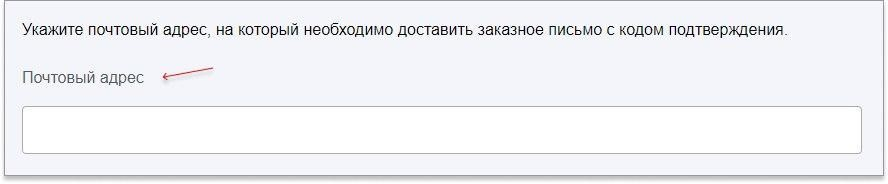 Укажите почтовый адрес, на который необходимо доставить заказное письмо с кодом подтверждения.
Почтовый адрес